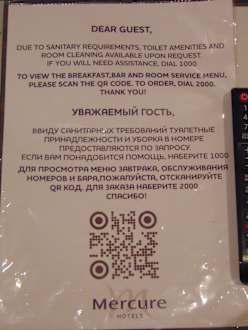 DEAR GUEST,
DUE TO SANITARY REQUIREMENTS, TOILET AMENITIES AND
ROOM CLEANING AVAILABLE UPON REQUEST.
IF YOU WILL NEED ASSISTANCE, DIAL 1000
TO VIEW THE BREAKFAST,BAR AND ROOM SERVICE MENU,
PLEASE SCAN THE QR CODE. TO ORDER, DIAL 2000.
THANK YOU!
УВАЖАЕМЫЙ ГОСТЬ,
ВВИДУ САНИТАРНЫХ ТРЕБОВАНИЙ ТУАЛЕТНЫЕ
ПРИНАДЛЕЖНОСТИ И УБОРКА В НОМЕРЕ
ПРЕДОСТАВЛЯЮТСЯ ПО ЗАПРОСУ.
ЕСЛИ ВАМ ПОНАДОБИТСЯ ПОМОЩЬ, НАБЕРИТЕ 1000
ДЛЯ ПРОСМОТРА МЕНЮ ЗАВТРАКА, ОБСЛУЖИВАНИЯ
НОМЕРОВ И БАРА,ПОЖАЛУЙСТА, ОТСКАНИРУЙТЕ
QR КОД. ДЛЯ ЗАКАЗА НАБЕРИТЕ 2000
СПАСИБО!
Mercure
HOTELS